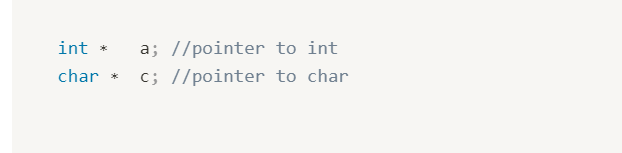 int *   a; //pointer to int
char *  c; //pointer to char